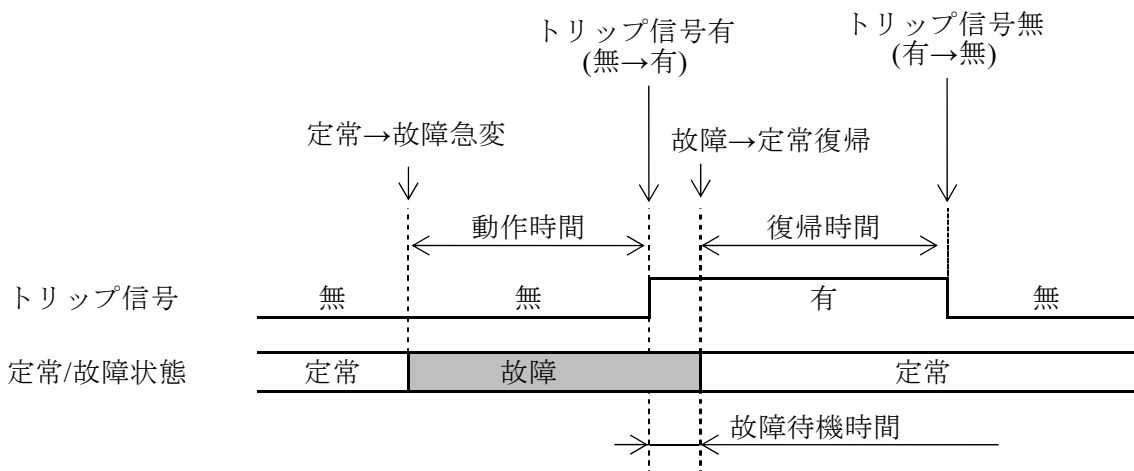 トリップ信号有
(無→有)
トリップ信号無
(有→無)
定常→故障急変
故障→定常復帰
動作時間
復帰時間
トリップ信号 無 無 有 無
定常/故障状態 定常 故障 定常
故障待機時間